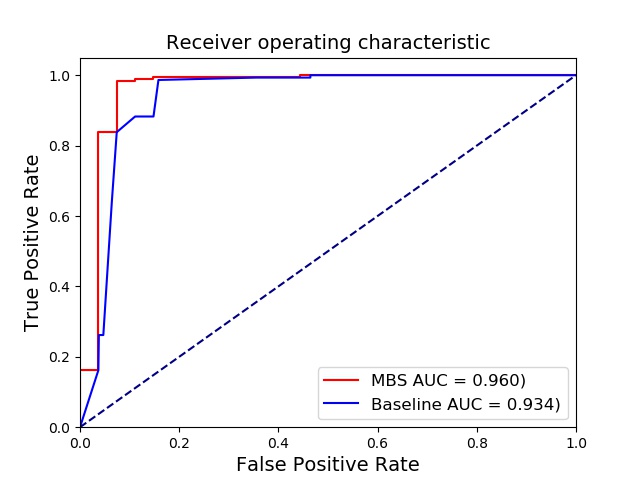 Receiver operating characteristic
True Positive Rate
1.0
0.8
0.6
0.4
0.2
0.0
0.0 0.2 0.4 0.6 0.8 1.0
False Positive Rate
MBS AUC = 0.960)
Baseline AUC = 0.934)